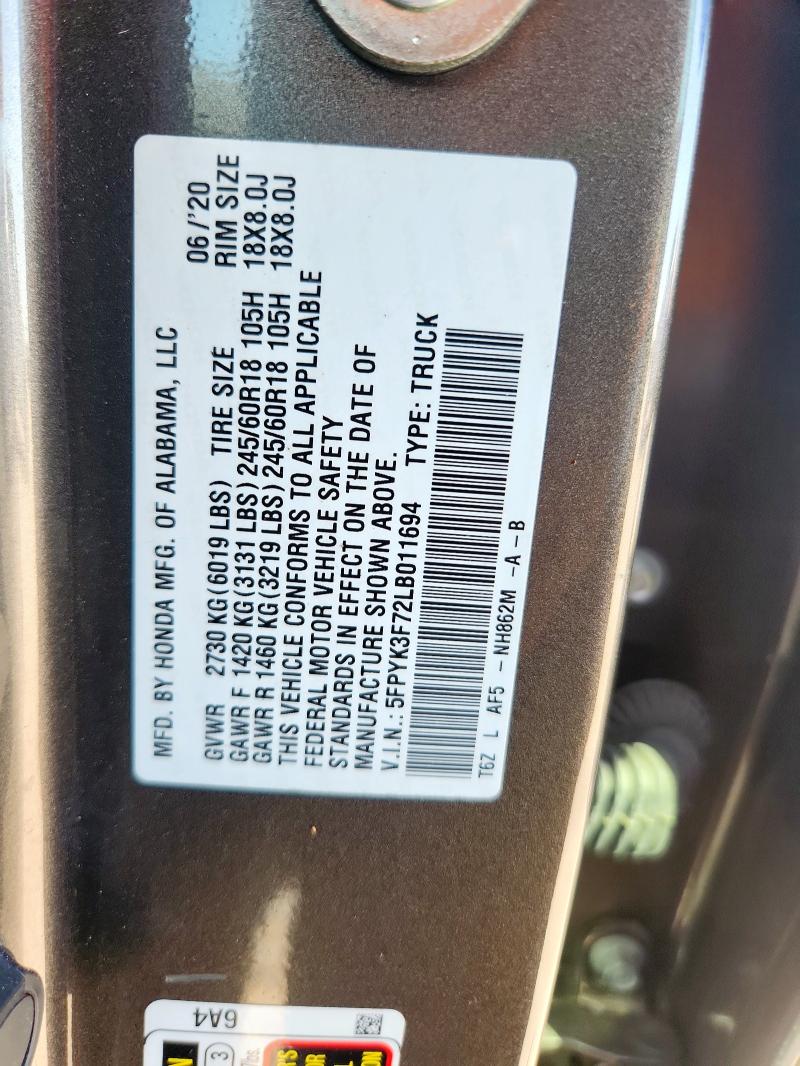 MFD. BY HONDA MFG. OF ALABAMA, LLC
06/'20
GVWR 2730 KG(6019 LBS) TIRE SIZE RIM SIZE
GAWR F 1420 KG(3131 LBS) 245/60R18 105H 18X8.0J
GAWR R 1460 KG(3219 LBS) 245/60R18 105H 18X8.0J
THIS VEHICLE CONFORMS TO ALL APPLICABLE
FEDERAL MOTOR VEHICLE SAFETY
STANDARDS IN EFFECT ON THE DATE OF
MANUFACTURE SHOWN ABOVE.
V.I.N.: 5FPYK3F72LB011694 TYPE: TRUCK
T6Z L AF5 -NH862M -A -B
6A4
3